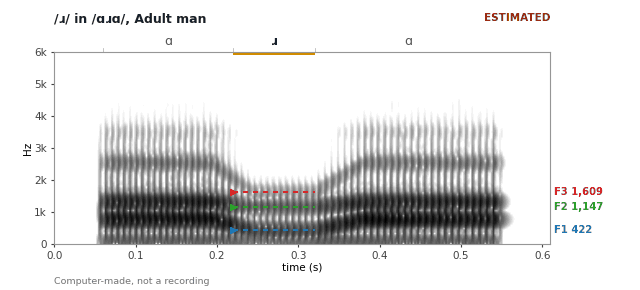 /ɹ/ in /ɑɹɑ/, Adult man
ESTIMATED
ɑ ɹ ɑ
6k
5k
4k
3k
2k
1k
0
Hz
F3 1,609
F2 1,147
F1 422
0.0 0.1 0.2 0.3 0.4 0.5 0.6
time (s)
Computer-made, not a recording